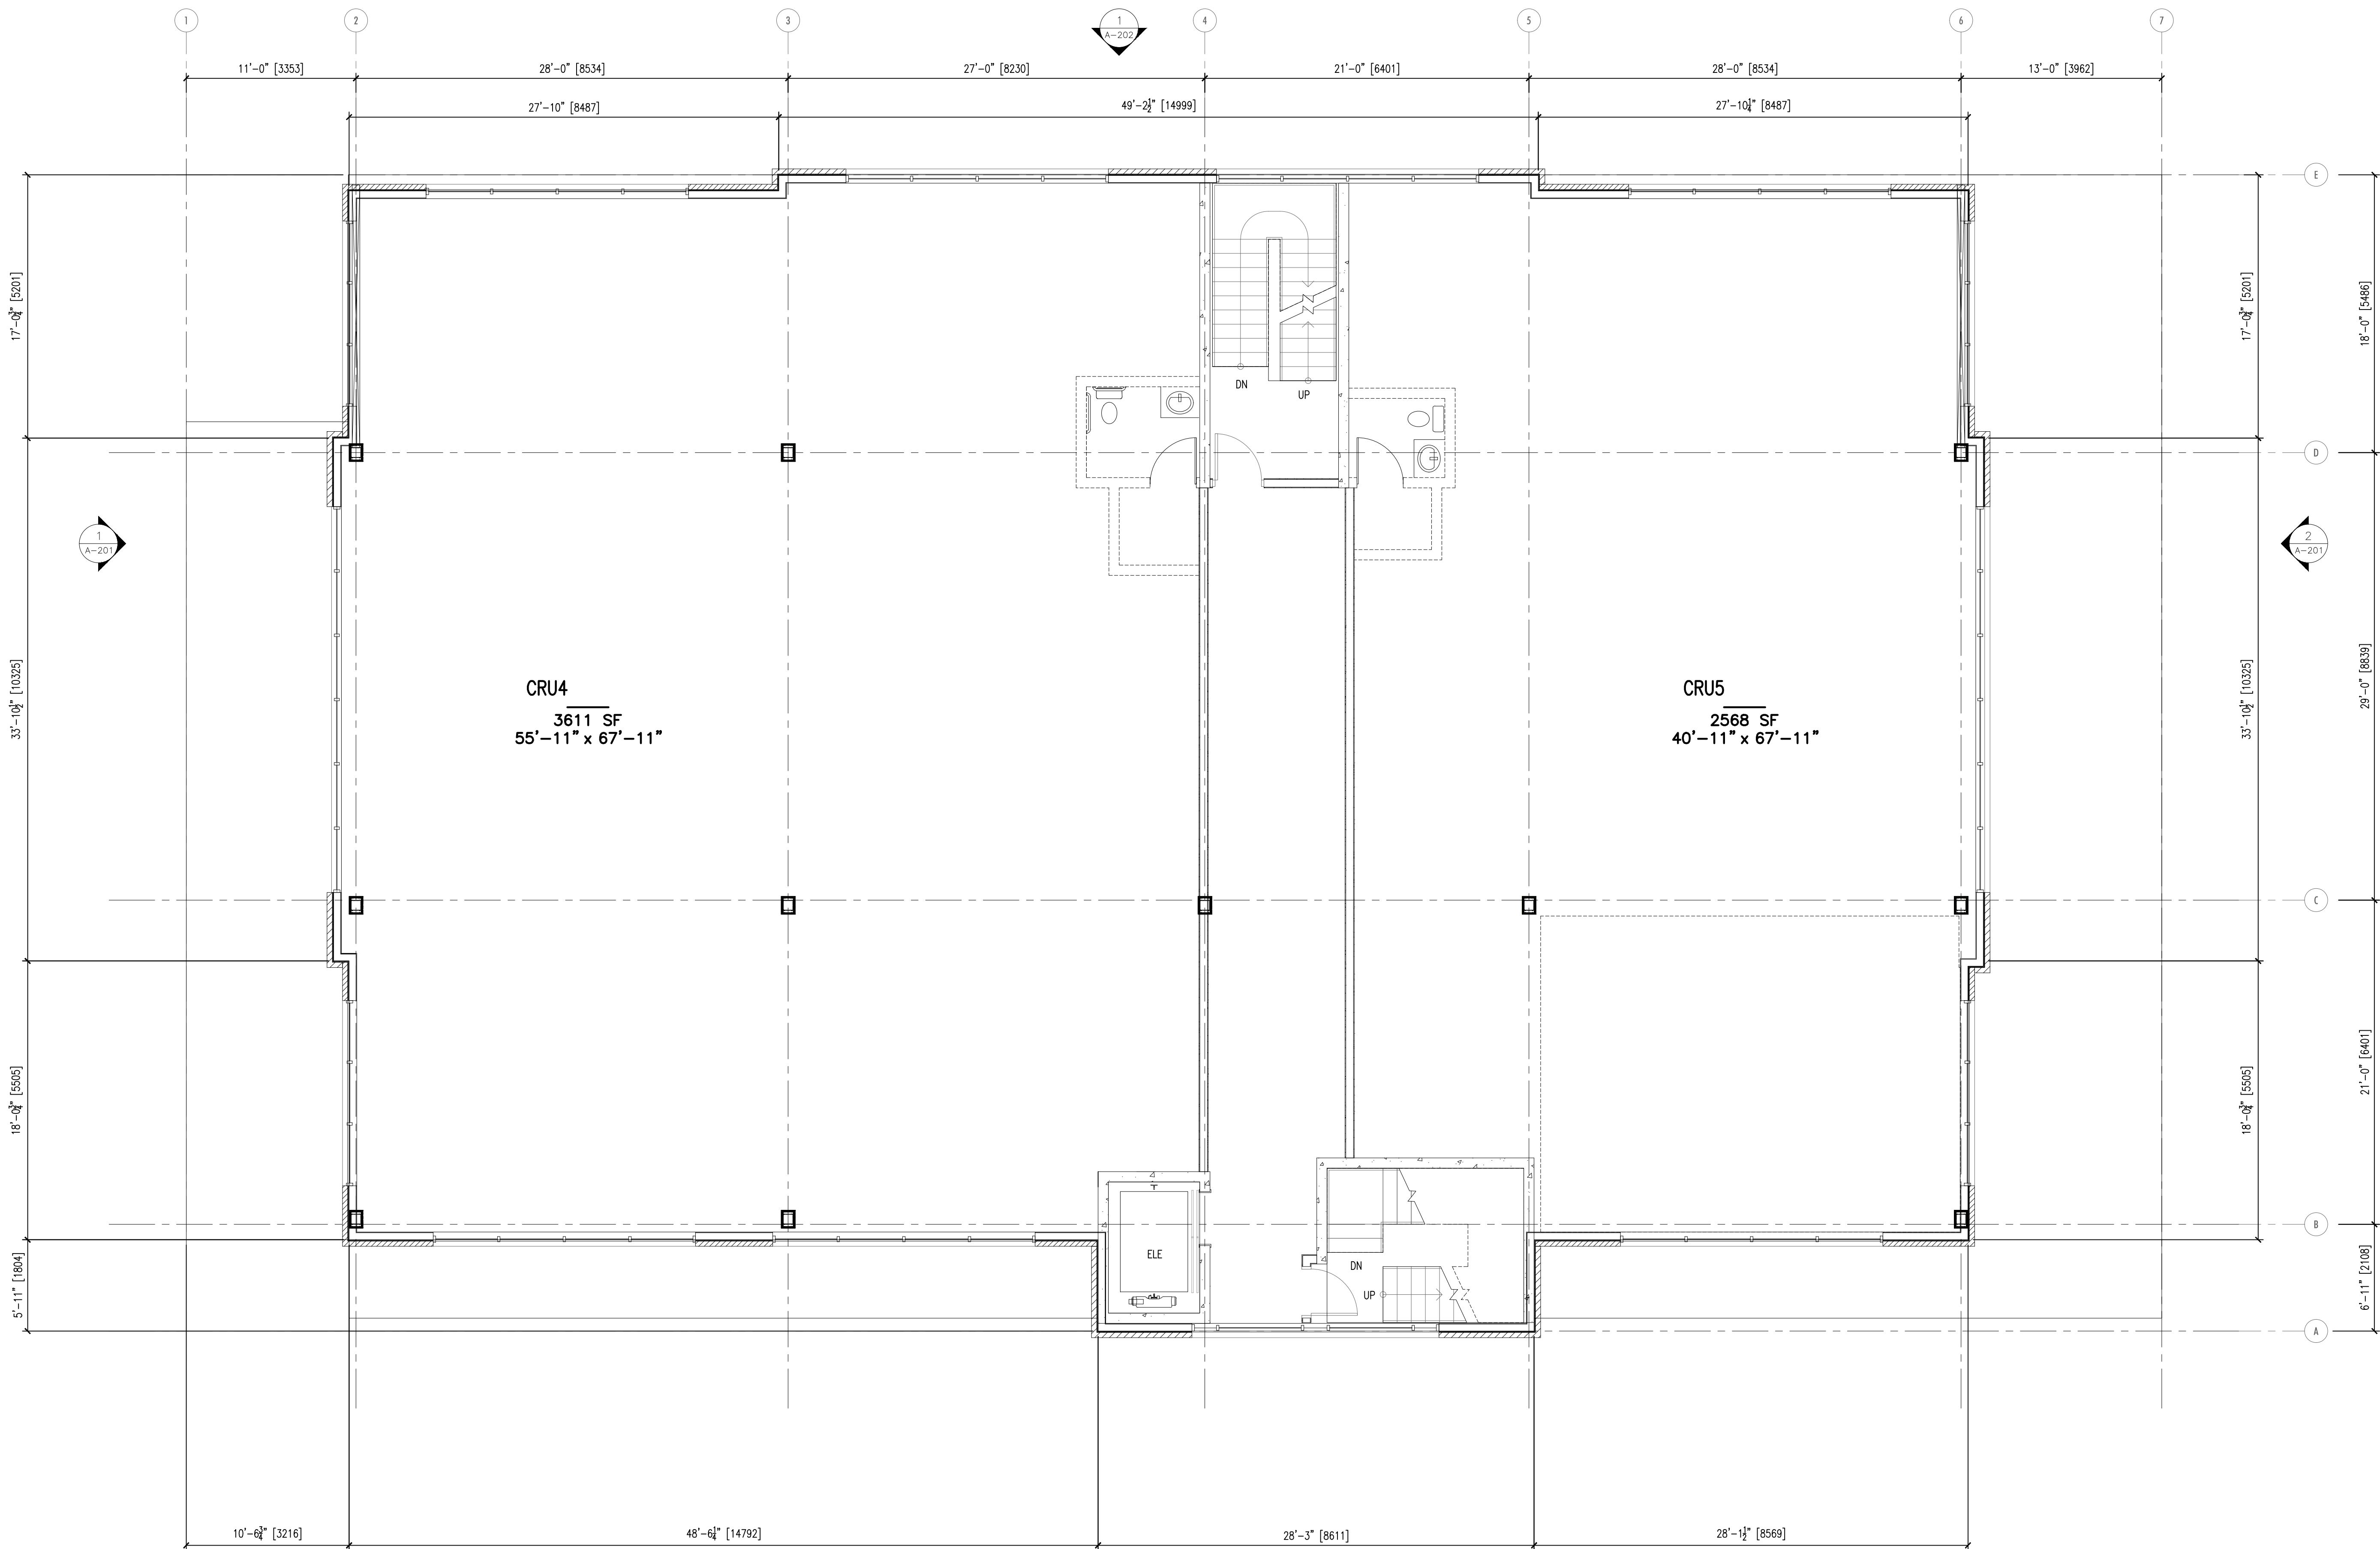 1
2
3
1
A-202
4
5
6
7
11'-0" [3353]
28'-0" [8534]
27'-0" [8230]
21'-0" [6401]
28'-0" [8534]
13'-0" [3962]
27'-10" [8487]
49'-2½" [14999]
27'-10¼" [8487]
E
17'-0¾" [5201]
17'-0¾" [5201]
18'-0" [5486]
DN
UP
D
1
A-201
2
A-201
33'-10½" [10325]
CRU4
3611 SF
55'-11" x 67'-11"
CRU5
2568 SF
40'-11" x 67'-11"
33'-10½" [10325]
29'-0" [8839]
C
18'-0¾" [5505]
18'-0¾" [5505]
21'-0" [6401]
B
ELE
DN
UP
5'-11" [1804]
6'-11" [2108]
A
10'-6¾" [3216]
48'-6¼" [14792]
28'-3" [8611]
28'-1½" [8569]